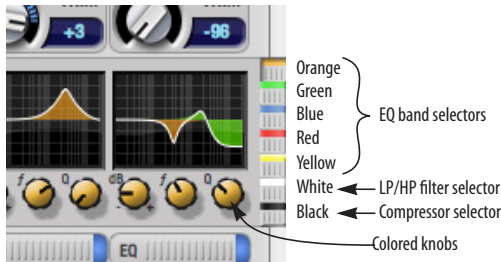 +3
-96
Orange
Green
Blue
Red
Yellow
EQ band selectors
White
LP/HP filter selector
Black
Compressor selector
f
Q
dB
f
Q
- +
Colored knobs
EQ